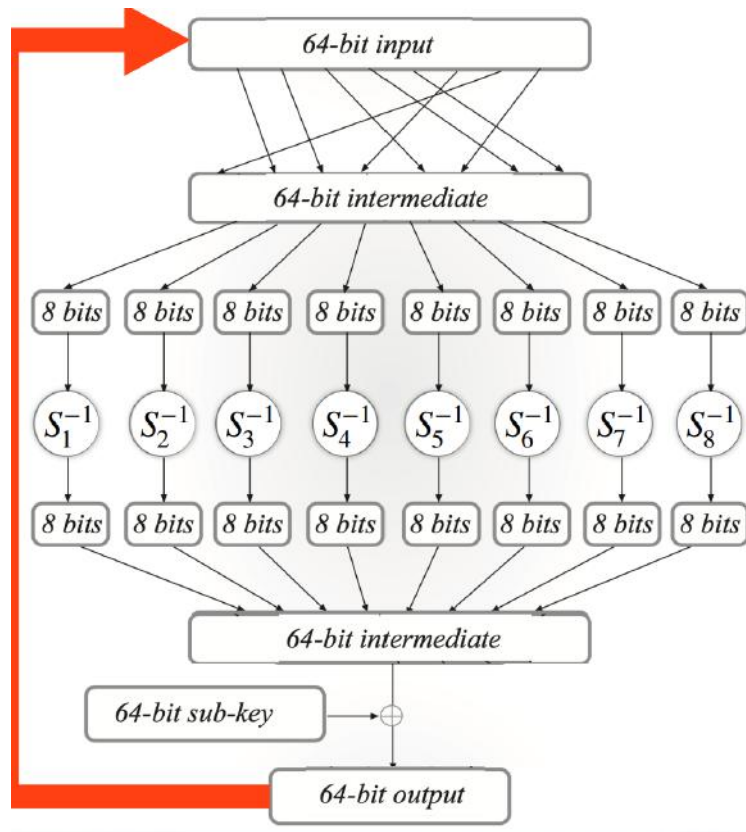 64-bit input
64-bit intermediate
8 bits 8 bits 8 bits 8 bits 8 bits 8 bits 8 bits 8 bits
S₁⁻¹ S₂⁻¹ S₃⁻¹ S₄⁻¹ S₅⁻¹ S₆⁻¹ S₇⁻¹ S₈⁻¹
8 bits 8 bits 8 bits 8 bits 8 bits 8 bits 8 bits 8 bits
64-bit intermediate
64-bit sub-key
64-bit output